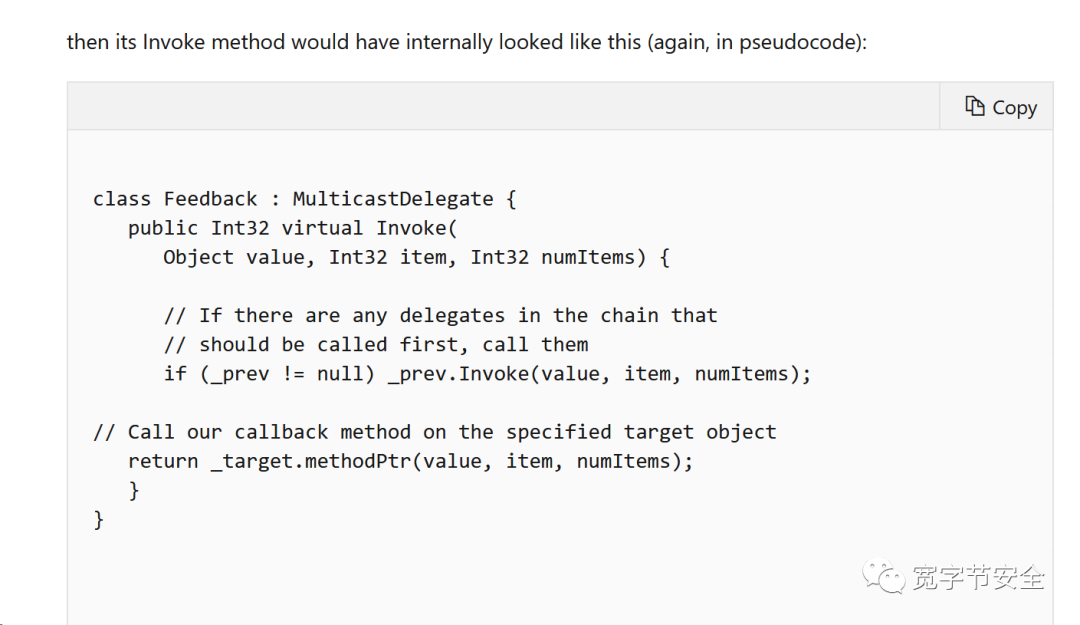 then its Invoke method would have internally looked like this (again, in pseudocode):
Copy
class Feedback : MulticastDelegate {
public Int32 virtual Invoke(
Object value, Int32 item, Int32 numItems) {
// If there are any delegates in the chain that
// should be called first, call them
if (_prev != null) _prev.Invoke(value, item, numItems);
// Call our callback method on the specified target object
return _target.methodPtr(value, item, numItems);
}
}
宽字节安全